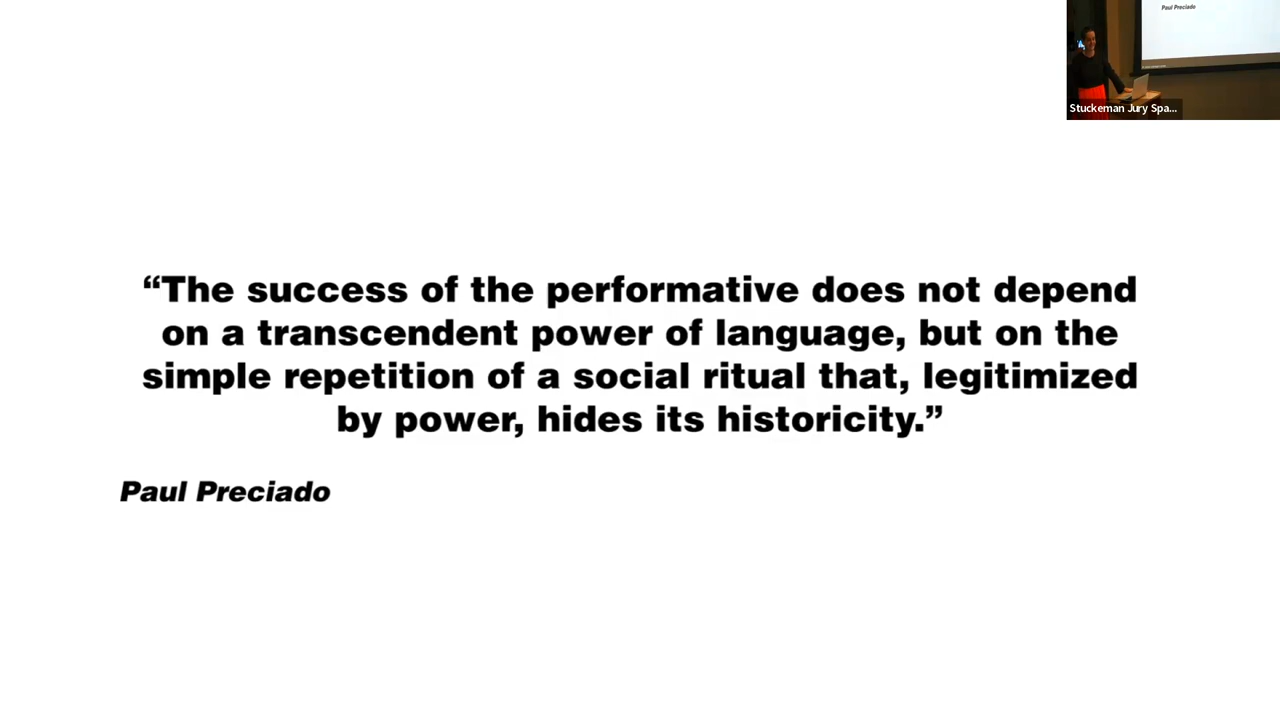 Paul Preciado
Stuckeman Jury Spa...
“The success of the performative does not depend
on a transcendent power of language, but on the
simple repetition of a social ritual that, legitimized
by power, hides its historicity.”
Paul Preciado